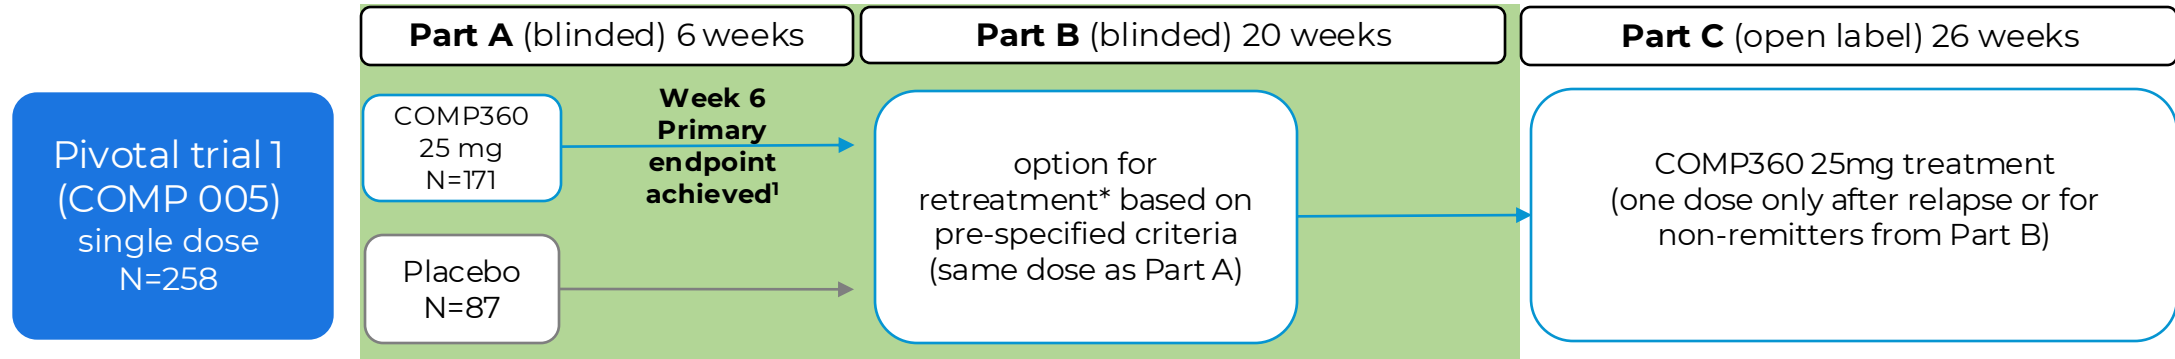 Part A (blinded) 6 weeks
Part B (blinded) 20 weeks
Part C (open label) 26 weeks
Pivotal trial 1
(COMP 005)
single dose
N=258
COMP360
25 mg
N=171
Week 6
Primary
endpoint
achieved¹
Placebo
N=87
option for
retreatment* based on
pre-specified criteria
(same dose as Part A)
COMP360 25mg treatment
(one dose only after relapse or for
non-remitters from Part B)